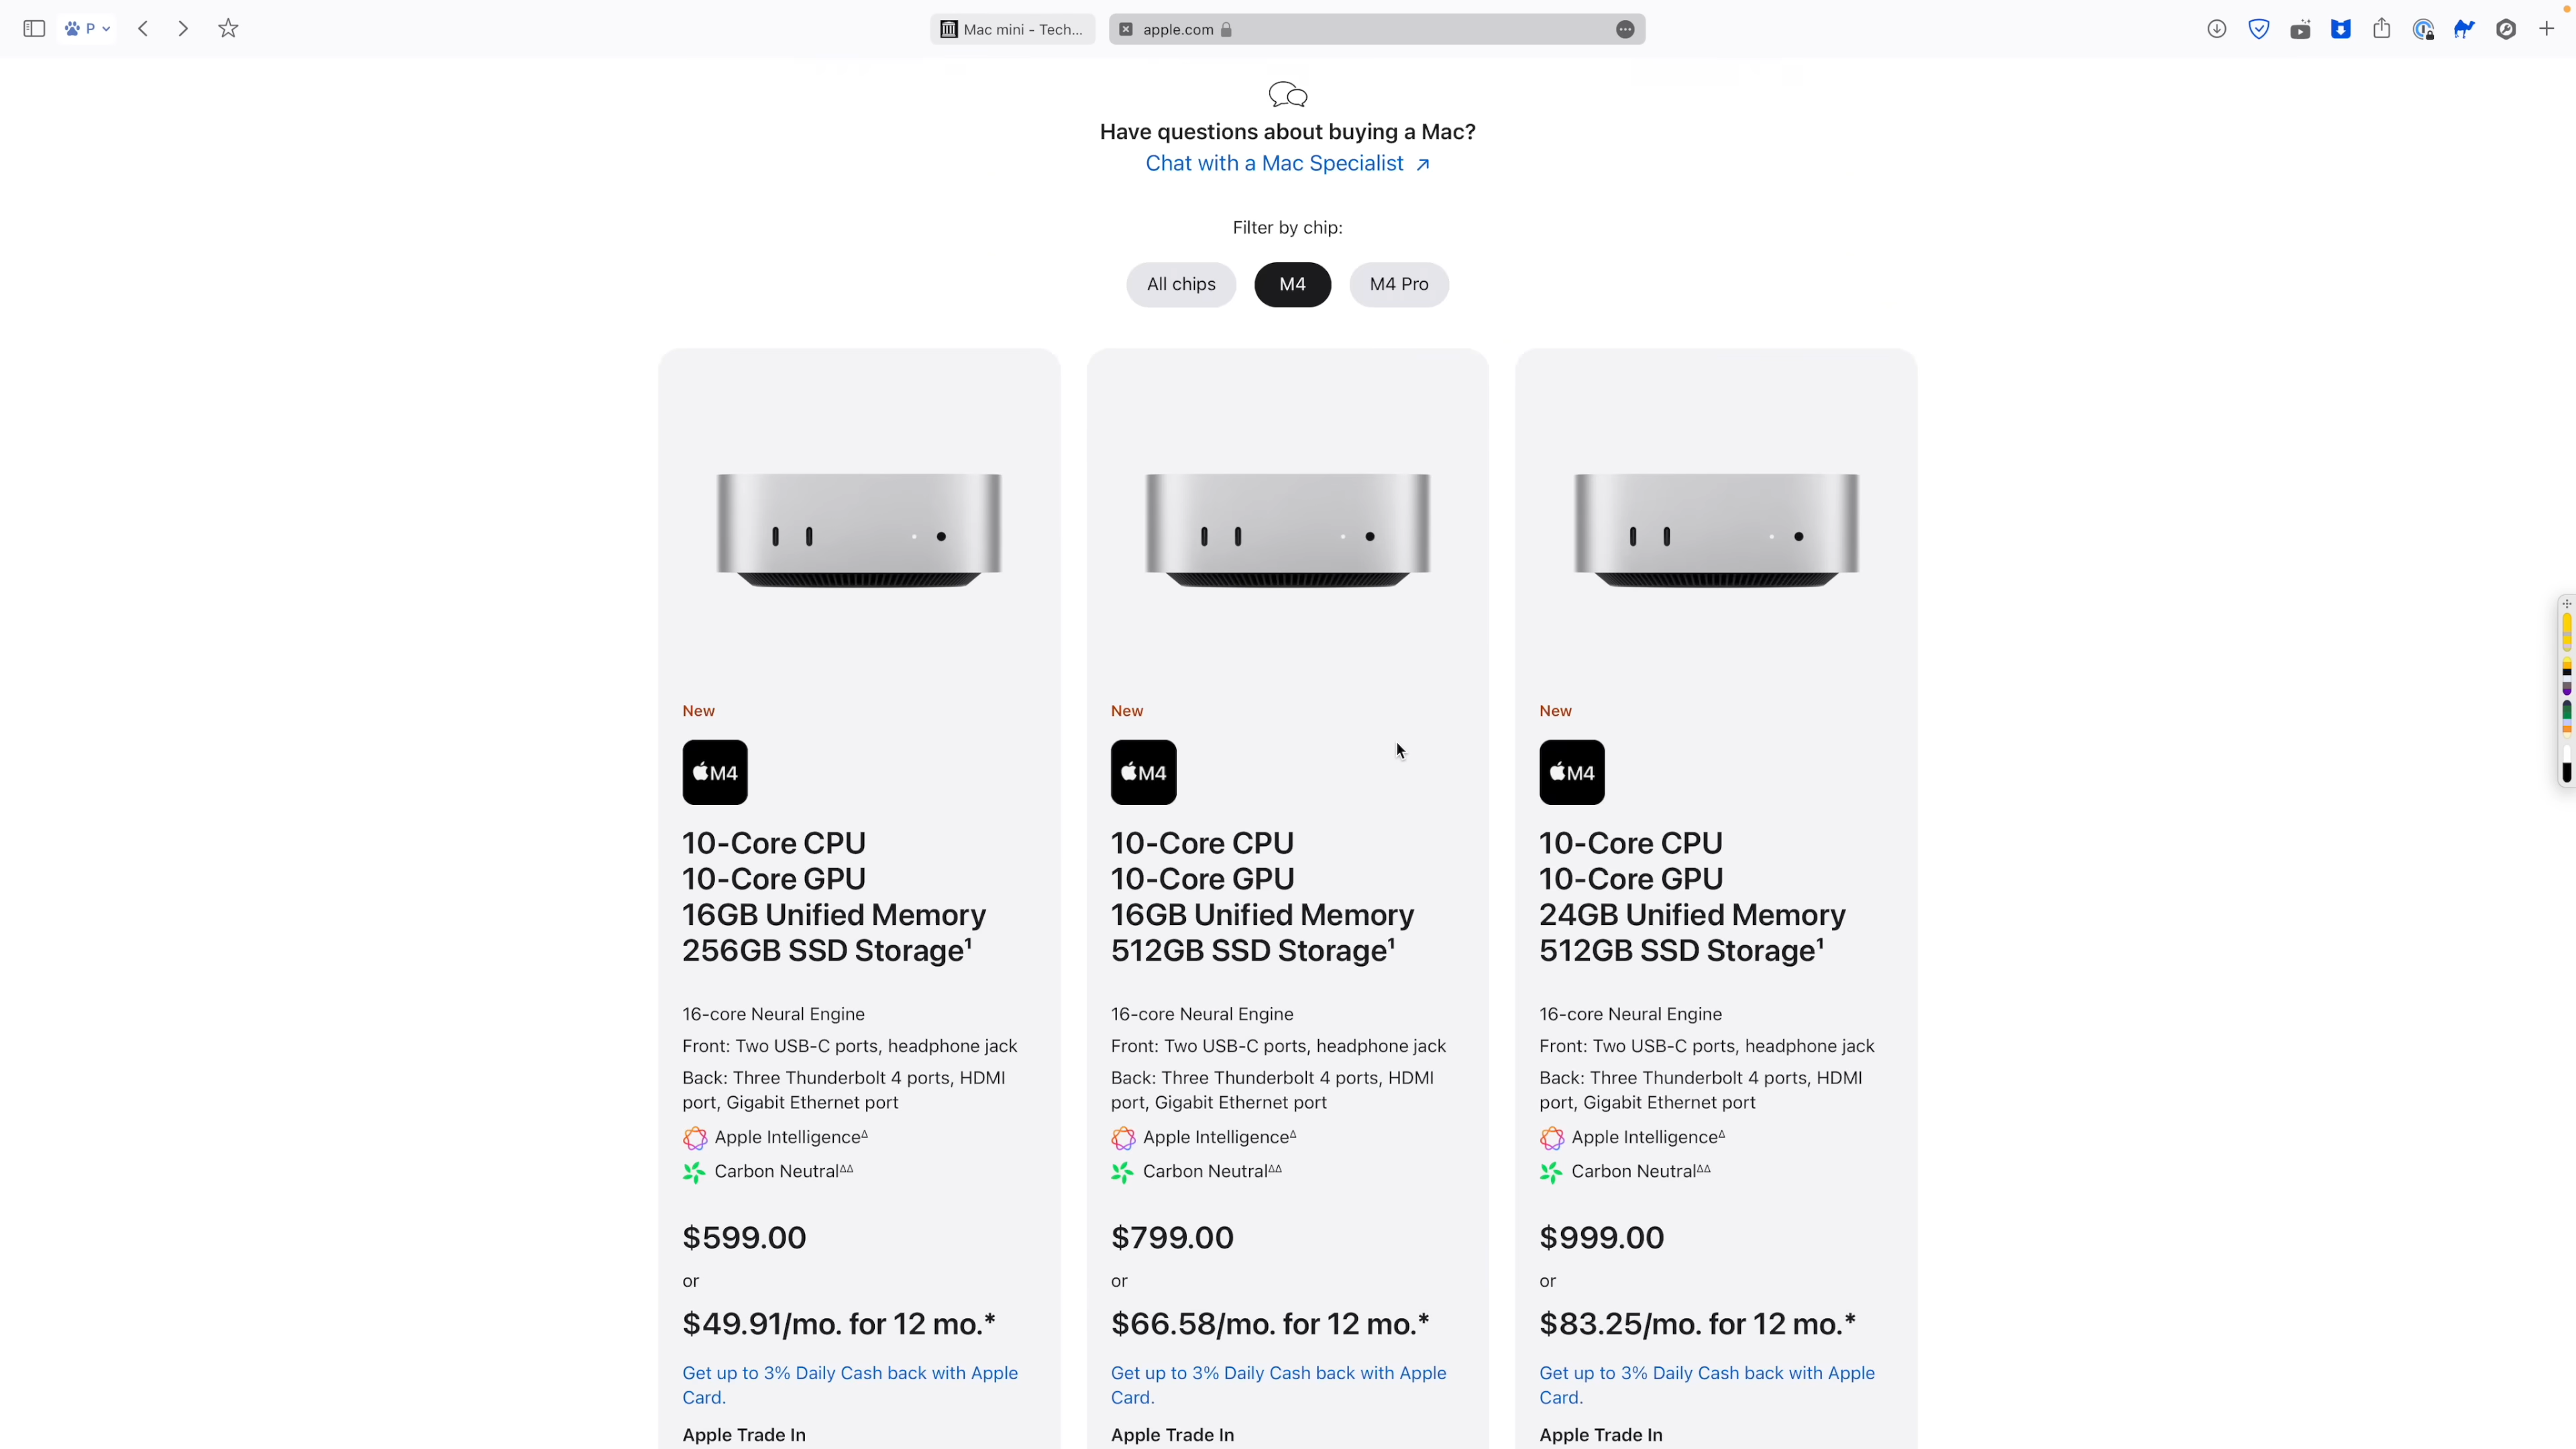 P
Mac mini - Tech...
apple.com
Have questions about buying a Mac?
Chat with a Mac Specialist ↗
Filter by chip:
All chips
M4
M4 Pro
New
M4
10-Core CPU
10-Core GPU
16GB Unified Memory
256GB SSD Storage¹
16-core Neural Engine
Front: Two USB-C ports, headphone jack
Back: Three Thunderbolt 4 ports, HDMI
port, Gigabit Ethernet port
Apple Intelligence∆
Carbon Neutral∆∆
$599.00
or
$49.91/mo. for 12 mo.*
Get up to 3% Daily Cash back with Apple
Card.
Apple Trade In
New
M4
10-Core CPU
10-Core GPU
16GB Unified Memory
512GB SSD Storage¹
16-core Neural Engine
Front: Two USB-C ports, headphone jack
Back: Three Thunderbolt 4 ports, HDMI
port, Gigabit Ethernet port
Apple Intelligence∆
Carbon Neutral∆∆
$799.00
or
$66.58/mo. for 12 mo.*
Get up to 3% Daily Cash back with Apple
Card.
Apple Trade In
New
M4
10-Core CPU
10-Core GPU
24GB Unified Memory
512GB SSD Storage¹
16-core Neural Engine
Front: Two USB-C ports, headphone jack
Back: Three Thunderbolt 4 ports, HDMI
port, Gigabit Ethernet port
Apple Intelligence∆
Carbon Neutral∆∆
$999.00
or
$83.25/mo. for 12 mo.*
Get up to 3% Daily Cash back with Apple
Card.
Apple Trade In